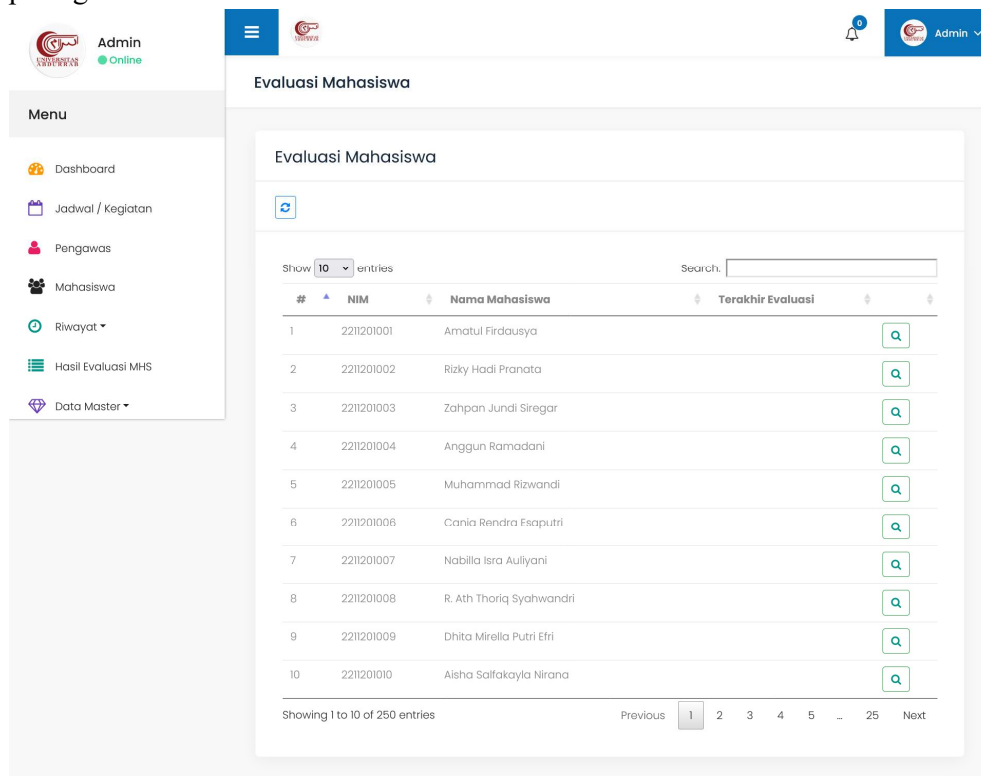 Admin
Online
UNIVERSITAS
ABDURRAB
Menu
Dashboard
Jadwal / Kegiatan
Pengawas
Mahasiswa
Riwayat
Hasil Evaluasi MHS
Data Master
0
Admin
Evaluasi Mahasiswa
Evaluasi Mahasiswa
Show 10 entries Search:
# NIM Nama Mahasiswa Terakhir Evaluasi
1 2211201001 Amatul Firdausya
2 2211201002 Rizky Hadi Pranata
3 2211201003 Zahpan Jundi Siregar
4 2211201004 Anggun Ramadani
5 2211201005 Muhammad Rizwandi
6 2211201006 Cania Rendra Esaputri
7 2211201007 Nabilla Isra Auliyani
8 2211201008 R. Ath Thoriq Syahwandri
9 2211201009 Dhita Mirella Putri Efri
10 2211201010 Aisha Salfakayla Nirana
Showing 1 to 10 of 250 entries Previous 1 2 3 4 5 … 25 Next